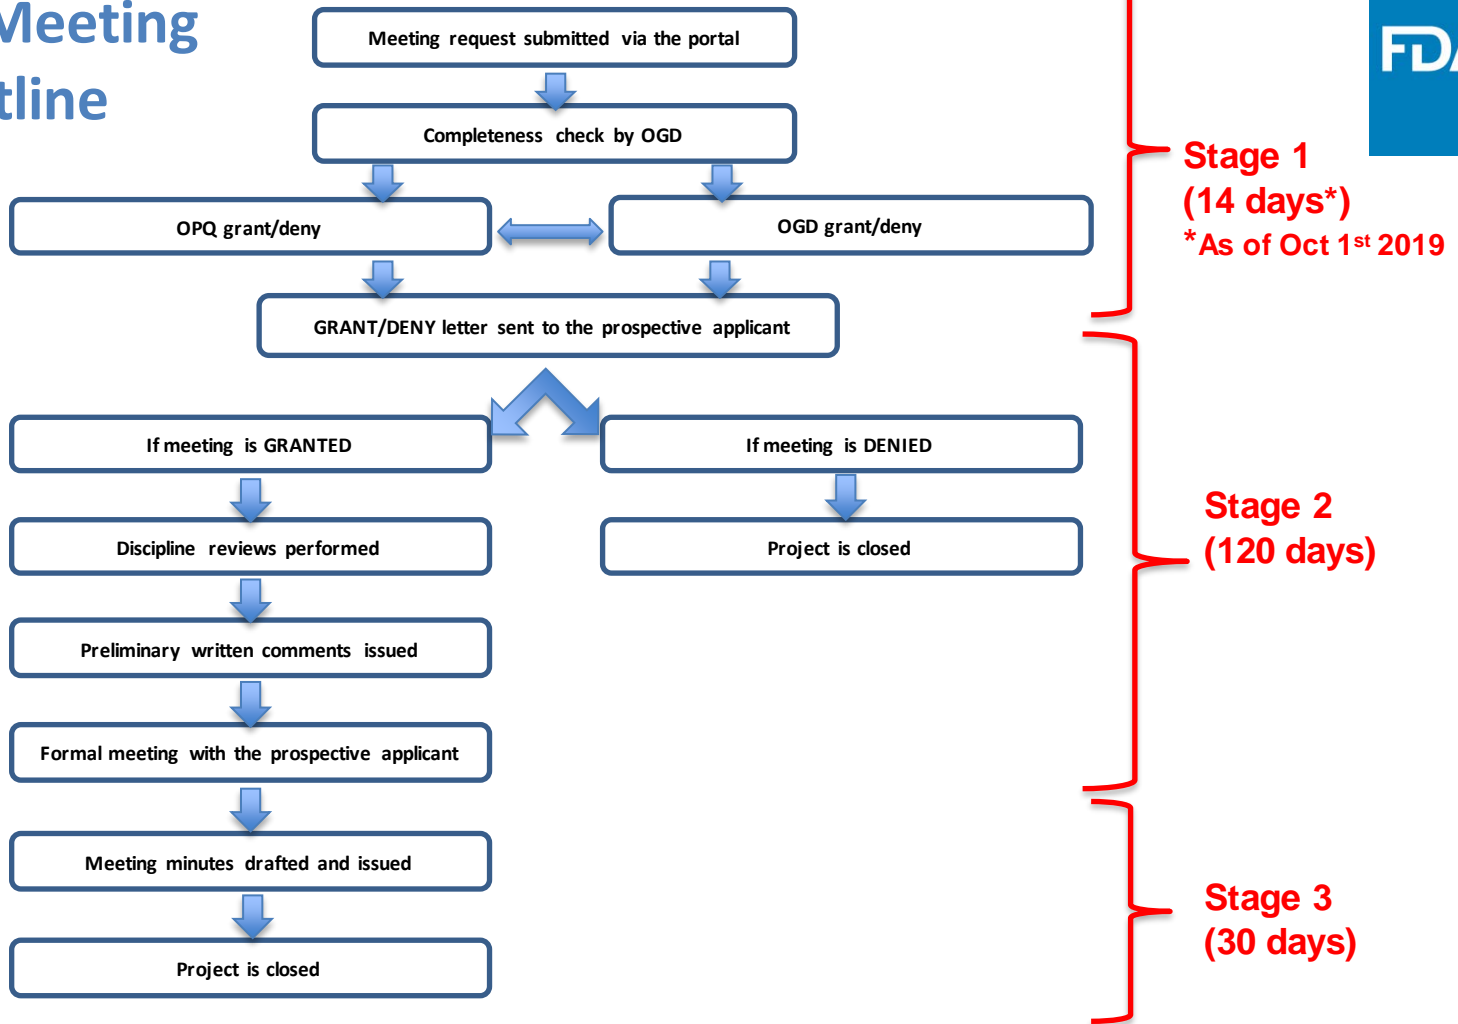 Meeting
tline
Meeting request submitted via the portal
FDA
Completeness check by OGD
Stage 1
(14 days*)
*As of Oct 1st 2019
OPQ grant/deny
OGD grant/deny
GRANT/DENY letter sent to the prospective applicant
If meeting is GRANTED
If meeting is DENIED
Discipline reviews performed
Project is closed
Stage 2
(120 days)
Preliminary written comments issued
Formal meeting with the prospective applicant
Meeting minutes drafted and issued
Stage 3
(30 days)
Project is closed